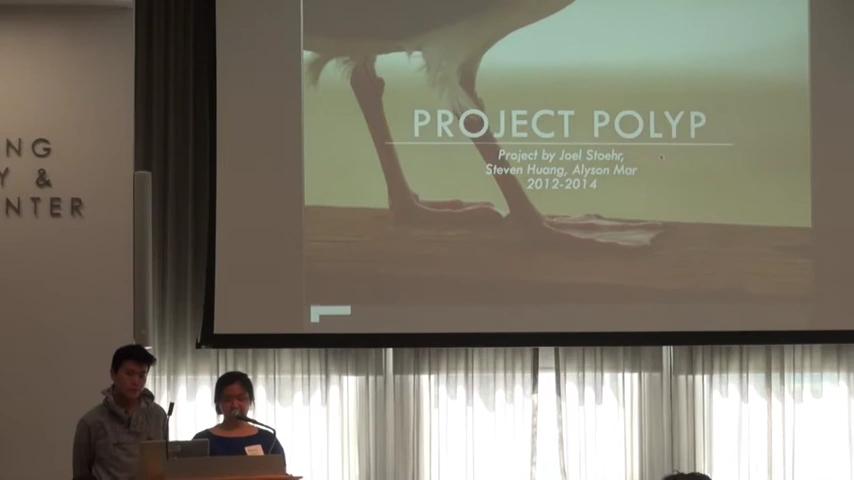 NG
Y &
NTER
PROJECT POLYP
Project by Joel Stoehr,
Steven Huang, Alyson Mar
2012-2014